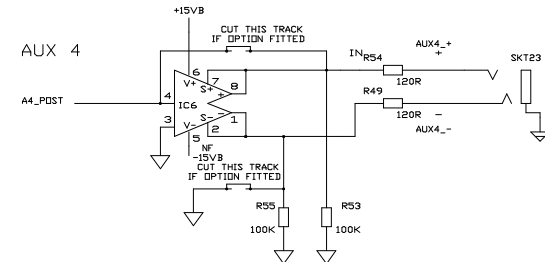 +15VB
CUT THIS TRACK
IF OPTION FITTED
AUX 4
IN
R54
AUX4_+
+
SKT23
6
V+
S+
7
+
8
120R
R49
A4_POST
4
IC6
3
V-
S-
-
1
2
120R
-
AUX4_-
5
NF
-15VB
CUT THIS TRACK
IF OPTION FITTED
R55
R53
100K
100K